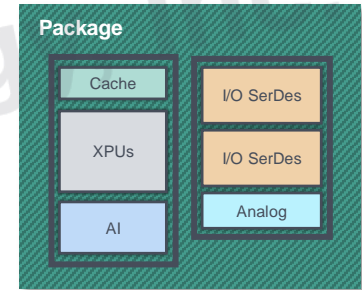 Package
Cache
XPUs
AI
I/O SerDes
I/O SerDes
Analog